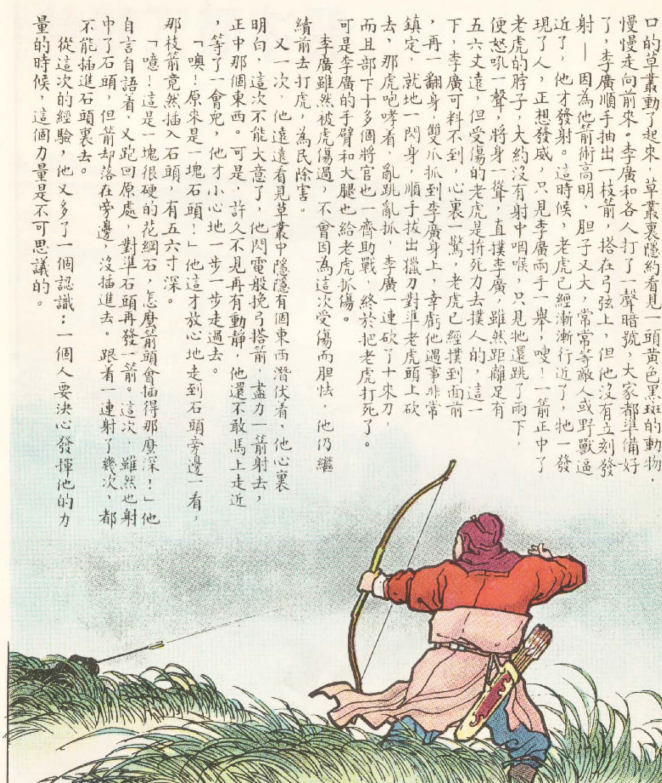 口的草叢動了起來，草叢裏隱約看見一頭黃色黑斑的動物，
慢慢走向前來。李廣和各人打了一聲暗號，大家都準備好
了，李廣順手抽出一枝箭，搭在弓弦上，但他沒有立刻發
射——因為他箭術高明，胆子又大，常常等敵人或野獸逼
近了，他才發射。這時候，老虎已經漸漸行近了，牠一發
現了人，正想發威，只見李廣兩手一舉，嗖！一箭正中了
老虎的脖子，大約沒有射中咽喉，只見牠還跳了兩下，
便怒吼一聲，將身一聳，直撲李廣，雖然距離足有
五六丈遠，但受傷的老虎是拚死力去撲人的，這一
下，李廣可料不到，心裏一驚，老虎已經撲到面前
，再一翻身，雙爪抓到李廣身上，幸虧他遇事非常
鎮定，就地一閃身，順手拔出獵刀對準老虎頭上砍
去，那虎咆哮着，亂跳亂抓，李廣一連砍了十來刀，
而且部下十多個將官也一齊助戰，終於把老虎打死了。
可是李廣的手臂和大腿也給老虎抓傷。
李廣雖然被虎傷過，不會因為這次受傷而胆怯，他仍繼
續前去打虎，為民除害。
又一次，他遠遠看見草叢中隱隱有個東西潛伏着，他心裏
明白，這次不能大意了，他閃電般挽弓搭箭，盡力一箭射去，
正中那個東西。可是，許久不見再有動靜，他還不敢馬上走近
，等了一會兒，他才小心地一步一步走過去。
「噢！原來是一塊石頭！」他這才放心地走到石頭旁邊一看，
那枝箭竟然插入石頭，有五六寸深。
「噫！這是一塊很硬的花綱石，怎麼箭頭會插得那麼深！」他
自言自語着，又跑回原處，對準石頭再發一箭。這次，雖然也射
中了石頭，但箭却落在旁邊，沒插進去。跟着一連射了幾次，都
不能插進石頭裏去。
從這次的經驗，他又多了一個認識：一個人要決心發揮他的力
量的時候，這個力量是不可思議的。